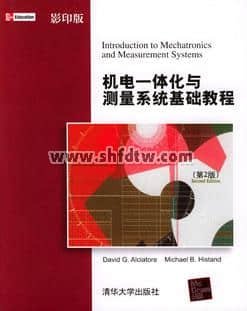 Education
影印版
Introduction to Mechatronics
and Measurement Systems
机电一体化与
测量系统基础教程
www.shfdtw.com
(第2版)
Second Edition
David G. Alciatore Michael B. Histand
清华大学出版社